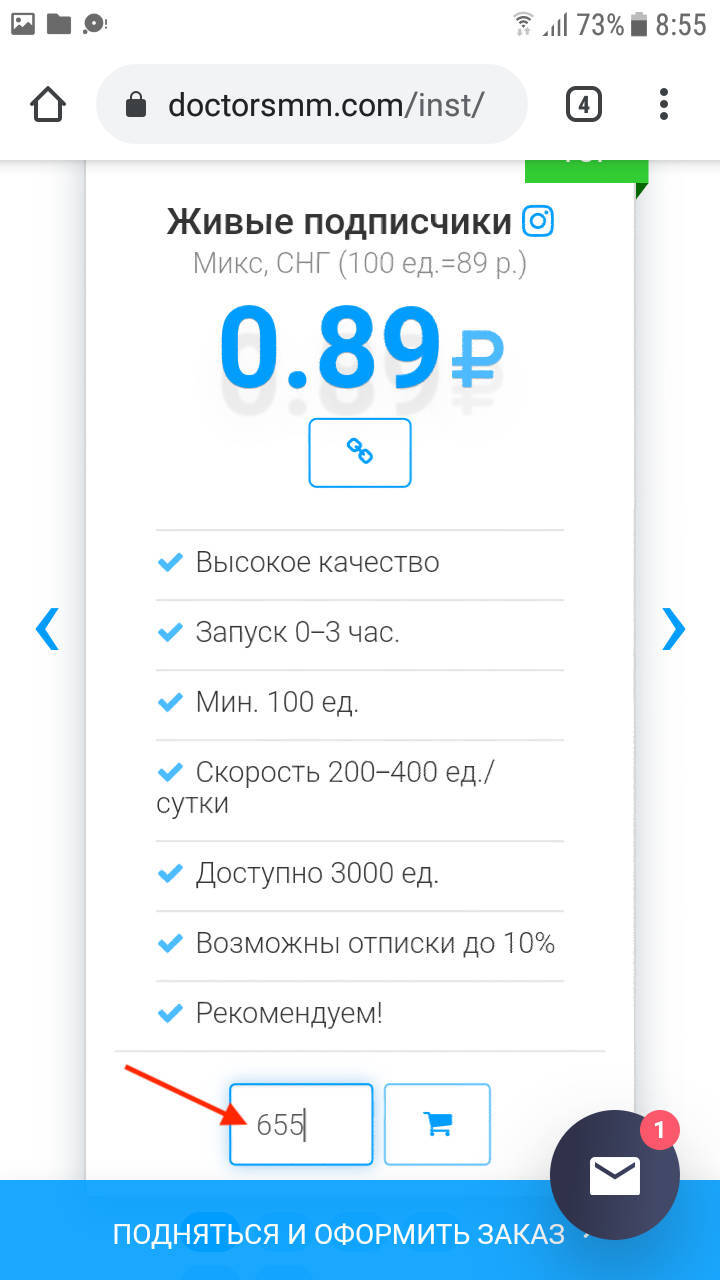 73% 8:55
doctorsmm.com/inst/
4
Живые подписчики
Микс, СНГ (100 ед.=89 р.)
0.89₽
Высокое качество
Запуск 0–3 час.
Мин. 100 ед.
Скорость 200–400 ед./
сутки
Доступно 3000 ед.
Возможны отписки до 10%
Рекомендуем!
655
1
ПОДНЯТЬСЯ И ОФОРМИТЬ ЗАКАЗ